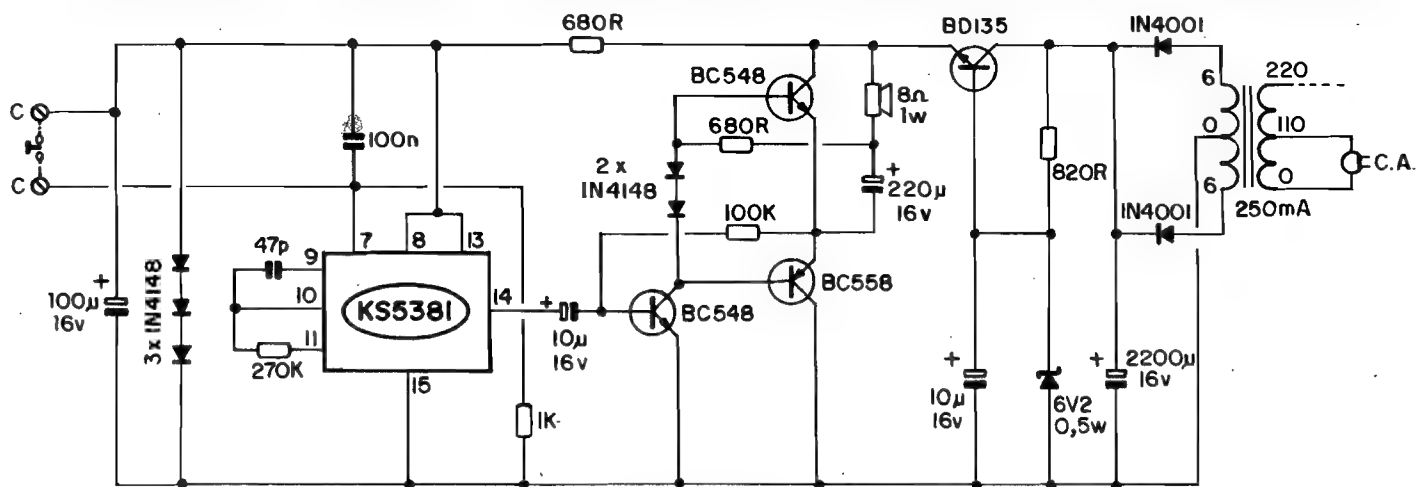 680R
BD135
1N4001
C
C
100n
BC548
680R
8Ω
1w
6
0
6
220
110
0
C.A.
250mA
2 x
1N4148
+
220µ
16v
820R
1N4001
100K
7
8
13
47p
9
10
11
270K
KS5381
14
15
+
10µ
16v
BC548
BC558
+
100µ
16v
3x 1N4148
1K
+
10µ
16v
6V2
0,5w
+
2200µ
16v